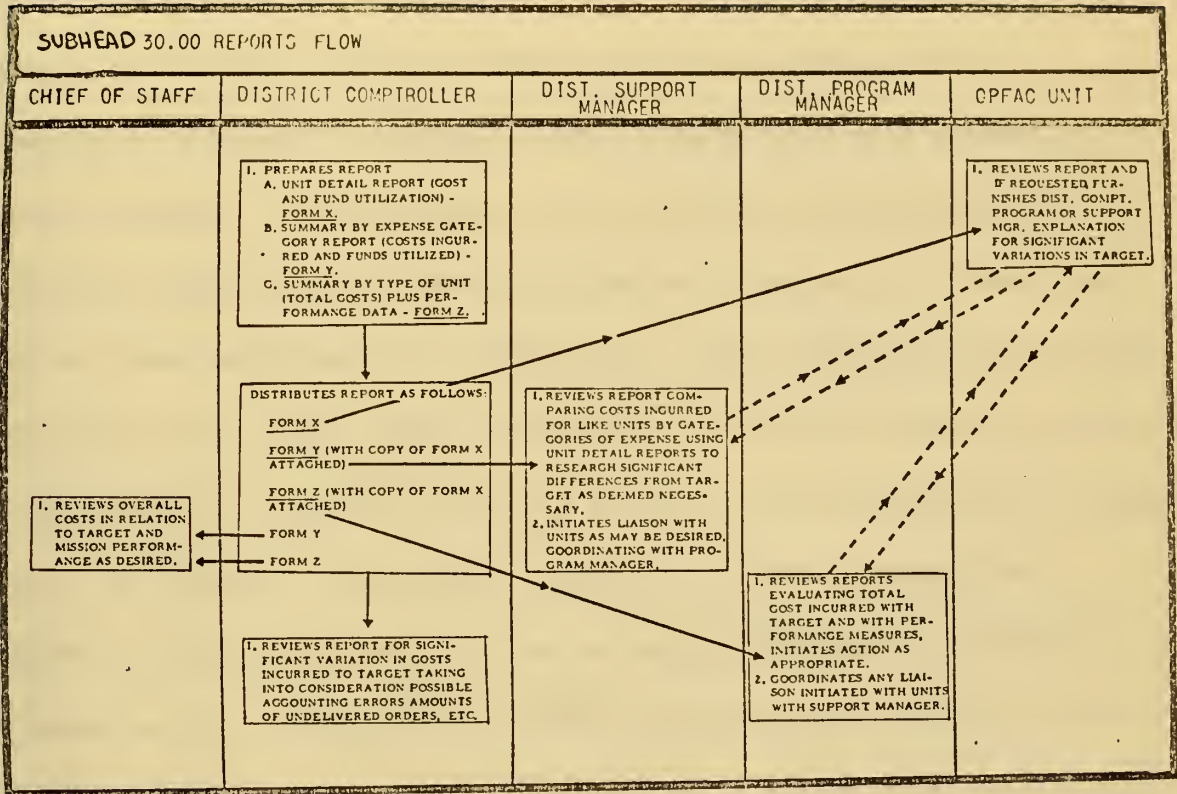 SUBHEAD 30.00 REPORTS FLOW
CHIEF OF STAFF
DISTRICT COMPTROLLER
DIST. SUPPORT
MANAGER
DIST. PROGRAM
MANAGER
OPFAC UNIT
1. PREPARES REPORT
A. UNIT DETAIL REPORT (COST
AND FUND UTILIZATION) -
FORM X.
B. SUMMARY BY EXPENSE CATE-
GORY REPORT (COSTS INCUR-
RED AND FUNDS UTILIZED) -
FORM Y.
C. SUMMARY BY TYPE OF UNIT
(TOTAL COSTS) PLUS PER-
FORMANCE DATA - FORM Z.
1. REVIEWS REPORT AND
IF REQUESTED, FUR-
NISHES DIST. COMPT.
PROGRAM OR SUPPORT
MGR. EXPLANATION
FOR SIGNIFICANT
VARIATIONS IN TARGET.
DISTRIBUTES REPORT AS FOLLOWS:
FORM X
FORM Y (WITH COPY OF FORM X
ATTACHED)
FORM Z (WITH COPY OF FORM X
ATTACHED)
FORM Y
FORM Z
1. REVIEWS REPORT COM-
PARING COSTS INCURRED
FOR LIKE UNITS BY CATE-
GORIES OF EXPENSE USING
UNIT DETAIL REPORTS TO
RESEARCH SIGNIFICANT
DIFFERENCES FROM TAR-
GET AS DEEMED NECES-
SARY.
2. INITIATES LIAISON WITH
UNITS AS MAY BE DESIRED,
COORDINATING WITH PRO-
GRAM MANAGER.
1. REVIEWS OVERALL
COSTS IN RELATION
TO TARGET AND
MISSION PERFORM-
ANCE AS DESIRED.
1. REVIEWS REPORTS
EVALUATING TOTAL
COST INCURRED WITH
TARGET AND WITH PER-
FORMANCE MEASURES,
INITIATES ACTION AS
APPROPRIATE.
2. COORDINATES ANY LIAI-
SON INITIATED WITH UNITS
WITH SUPPORT MANAGER.
1. REVIEWS REPORT FOR SIGNI-
FICANT VARIATION IN COSTS
INCURRED TO TARGET TAKING
INTO CONSIDERATION POSSIBLE
ACCOUNTING ERRORS AMOUNTS
OF UNDELIVERED ORDERS, ETC.